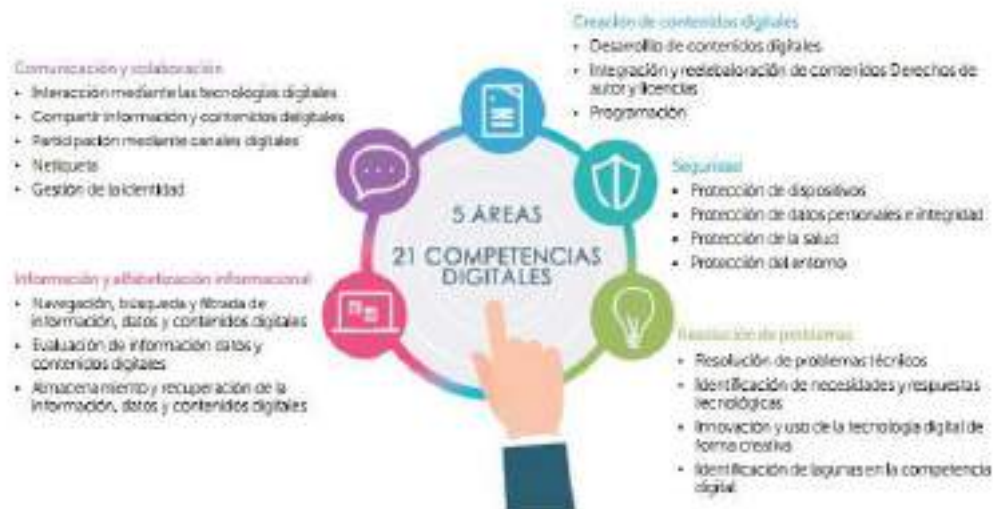 Creación de contenidos digitales
• Desarrollo de contenidos digitales
• Integración y reelebaloración de contenidos Derechos de
autor y licencias
• Programación
Comunicación y colaboración
• Interacción mediante las tecnologías digitales
• Compartir información y contenidos deigitales
• Participación mediante canales digitales
• Netiqueta
• Gestión de la identidad
Seguridad
• Protección de dispositivos
• Protección de datos personales e integridad
• Protección de la salud
• Protección del entorno
5 ÁREAS
21 COMPETENCIAS
DIGITALES
Información y alfabetización informacional
• Navegación, búsqueda y filtrada de
información, datos y contenidos digitales
• Evaluación de información datos y
contenidos digitales
• Almacenamiento y recuperación de la
información, datos y contenidos digitales
Resolución de problemas
• Resolución de problemas técnicos
• Identificación de necesidades y respuestas
tecnológicas
• Innovación y uso de la tecnología digital de
forma creativa
• Identificación de lagunas en la competencia
digital